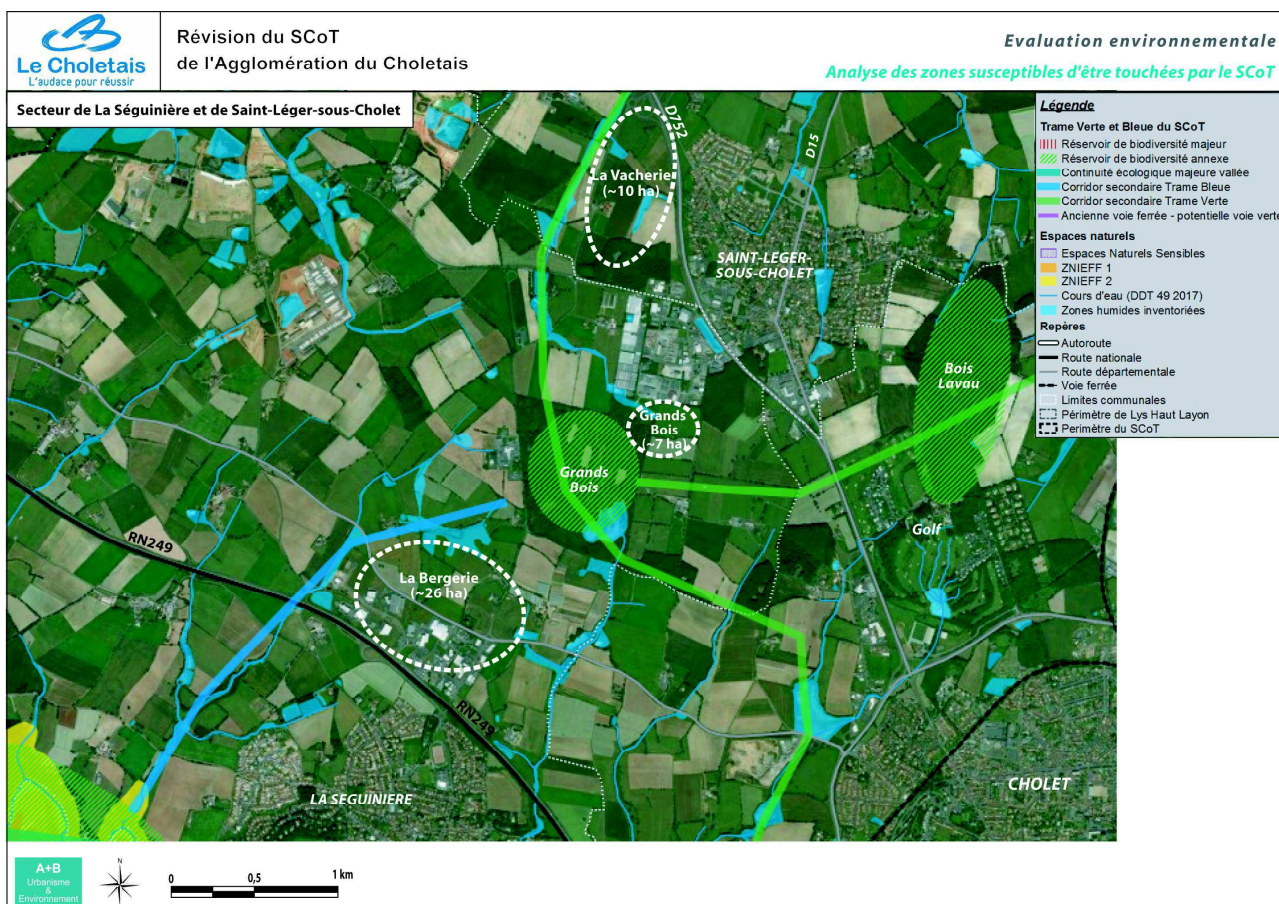 Le Choletais
L'audace pour réussir
Révision du SCoT
de l'Agglomération du Choletais
Evaluation environnementale
Analyse des zones susceptibles d'être touchées par le SCoT
Secteur de La Séguinière et de Saint-Léger-sous-Cholet
Légende
Trame Verte et Bleue du SCoT
Réservoir de biodiversité majeur
Réservoir de biodiversité annexe
Continuité écologique majeure vallée
Corridor secondaire Trame Bleue
Corridor secondaire Trame Verte
Ancienne voie ferrée - potentielle voie verte
Espaces naturels
Espaces Naturels Sensibles
ZNIEFF 1
ZNIEFF 2
Cours d'eau (DDT 49 2017)
Zones humides inventoriées
Repères
Autoroute
Route nationale
Route départementale
Voie ferrée
Limites communales
Périmètre de Lys Haut Layon
Perimètre du SCoT
D752
D15
La Vacherie
(~10 ha)
SAINT-LEGER-
SOUS-CHOLET
Bois
Lavau
Grands
Bois
(~7 ha)
Grands
Bois
Golf
RN249
La Bergerie
(~26 ha)
RN249
LA SEGUINIERE
CHOLET
A+B
Urbanisme
&
Environnement
N
0 0,5 1 km